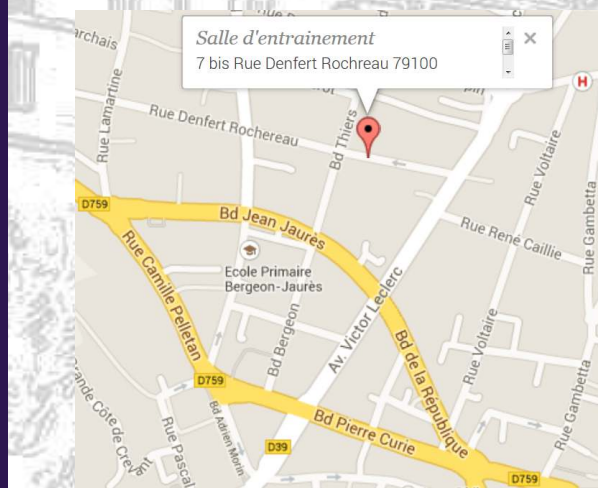 Salle d'entrainement
7 bis Rue Denfert Rochreau 79100
Rue Lamartine
Rue Denfert Rochereau
Bd Thiers
H
Rue Voltaire
Rue Gambetta
D759
Bd Jean Jaurès
Rue René Caillie
Rue Camille Pelletan
Ecole Primaire
Bergeon-Jaurès
Bd Bergeon
Av. Victor Leclerc
Bd de la République
Rue Voltaire
Rue Gambetta
D759
Bd Adrien Morin
Rue Pascal
D39
Bd Pierre Curie
D759